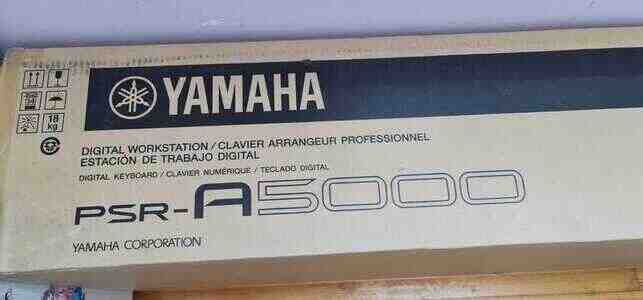 YAMAHA
18
kg
DIGITAL WORKSTATION / CLAVIER ARRANGEUR PROFESSIONNEL
ESTACIÓN DE TRABAJO DIGITAL
DIGITAL KEYBOARD / CLAVIER NUMÉRIQUE / TECLADO DIGITAL
PSR-A5000
YAMAHA CORPORATION